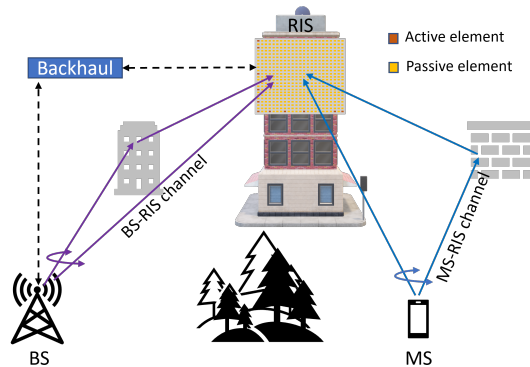 RIS
Active element
Passive element
Backhaul
BS-RIS channel
MS-RIS channel
BS
MS